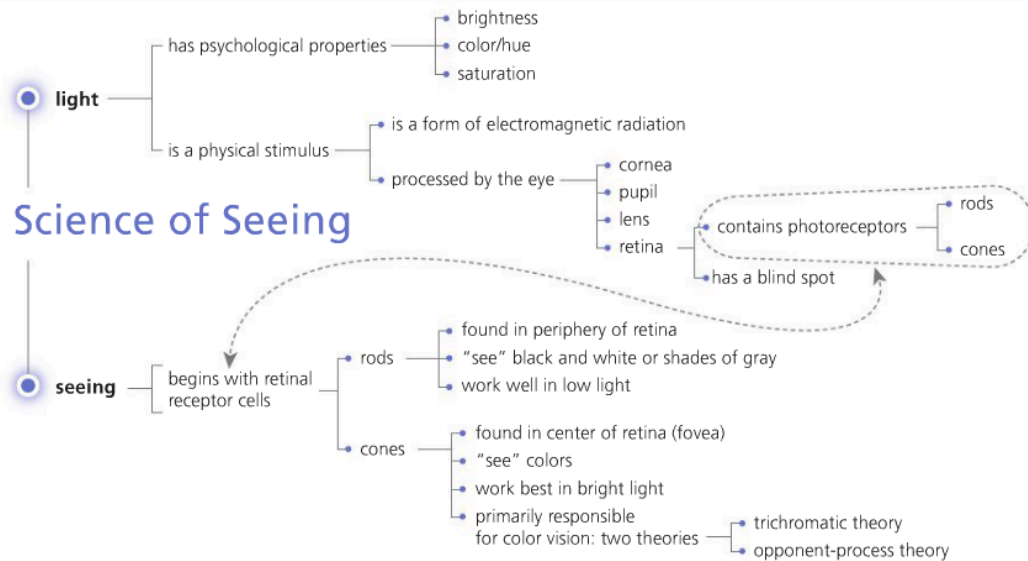 brightness
has psychological properties
color/hue
saturation
light
is a form of electromagnetic radiation
is a physical stimulus
processed by the eye
cornea
pupil
lens
retina
contains photoreceptors
rods
cones
has a blind spot
Science of Seeing
seeing
begins with retinal
receptor cells
rods
found in periphery of retina
“see” black and white or shades of gray
work well in low light
cones
found in center of retina (fovea)
“see” colors
work best in bright light
primarily responsible
for color vision: two theories
trichromatic theory
opponent-process theory